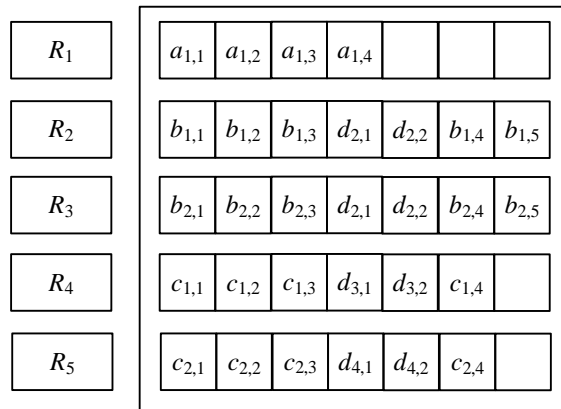 R1 a1,1 a1,2 a1,3 a1,4
R2 b1,1 b1,2 b1,3 d2,1 d2,2 b1,4 b1,5
R3 b2,1 b2,2 b2,3 d2,1 d2,2 b2,4 b2,5
R4 c1,1 c1,2 c1,3 d3,1 d3,2 c1,4
R5 c2,1 c2,2 c2,3 d4,1 d4,2 c2,4